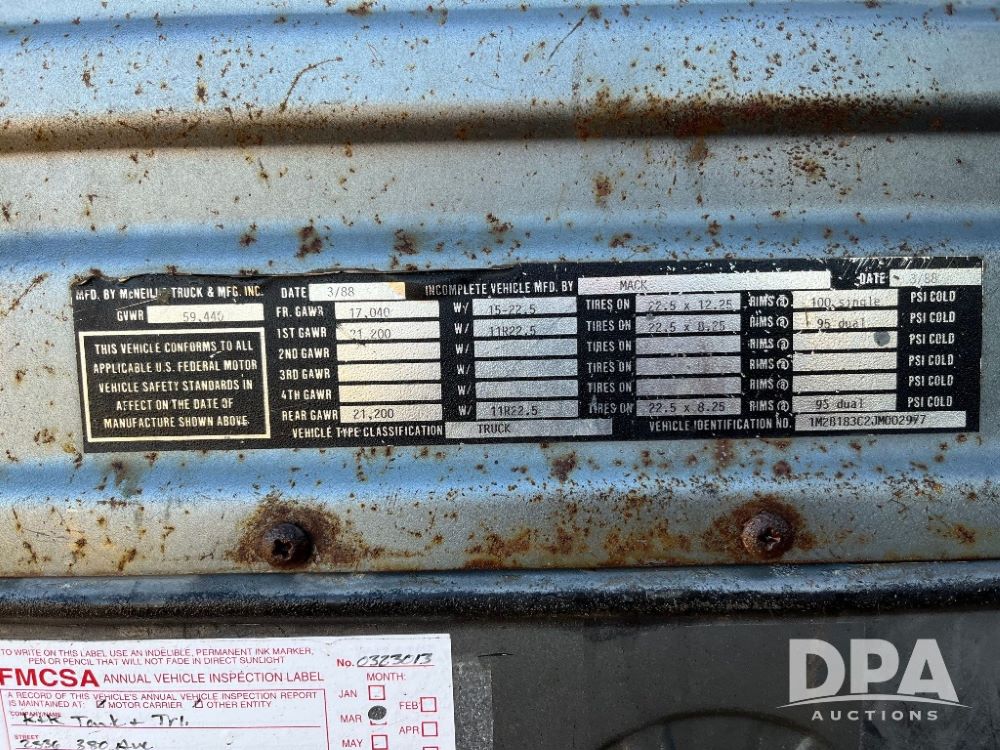 MFD. BY McNEILUS TRUCK & MFG. INC. DATE 3/88 INCOMPLETE VEHICLE MFD. BY MACK DATE 3/88
GVWR 59,440 FR. GAWR 17,040 W/ 15-22.5 TIRES ON 22.5 x 12.25 RIMS @ 100 single PSI COLD
1ST GAWR 21,200 W/ 11R22.5 TIRES ON 22.5 x 8.25 RIMS @ 95 dual PSI COLD
2ND GAWR W/ TIRES ON RIMS @ PSI COLD
3RD GAWR W/ TIRES ON RIMS @ PSI COLD
4TH GAWR W/ TIRES ON RIMS @ PSI COLD
REAR GAWR 21,200 W/ 11R22.5 TIRES ON 22.5 x 8.25 RIMS @ 95 dual PSI COLD
VEHICLE TYPE CLASSIFICATION TRUCK VEHICLE IDENTIFICATION NO. 1M2B183C2JM002977
THIS VEHICLE CONFORMS TO ALL
APPLICABLE U.S. FEDERAL MOTOR
VEHICLE SAFETY STANDARDS IN
AFFECT ON THE DATE OF
MANUFACTURE SHOWN ABOVE.
TO WRITE ON THIS LABEL USE AN INDELIBLE, PERMANENT INK MARKER,
PEN OR PENCIL THAT WILL NOT FADE IN DIRECT SUNLIGHT
No. 0323013
FMCSA ANNUAL VEHICLE INSPECTION LABEL
MONTH:
A RECORD OF THIS VEHICLE'S ANNUAL VEHICLE INSPECTION REPORT
IS MAINTAINED AT: MOTOR CARRIER OTHER ENTITY
JAN FEB
COMPANY NAME
K+K Tank + Trl.
MAR APR
STREET
2836 380 Ave
MAY
DPA
AUCTIONS